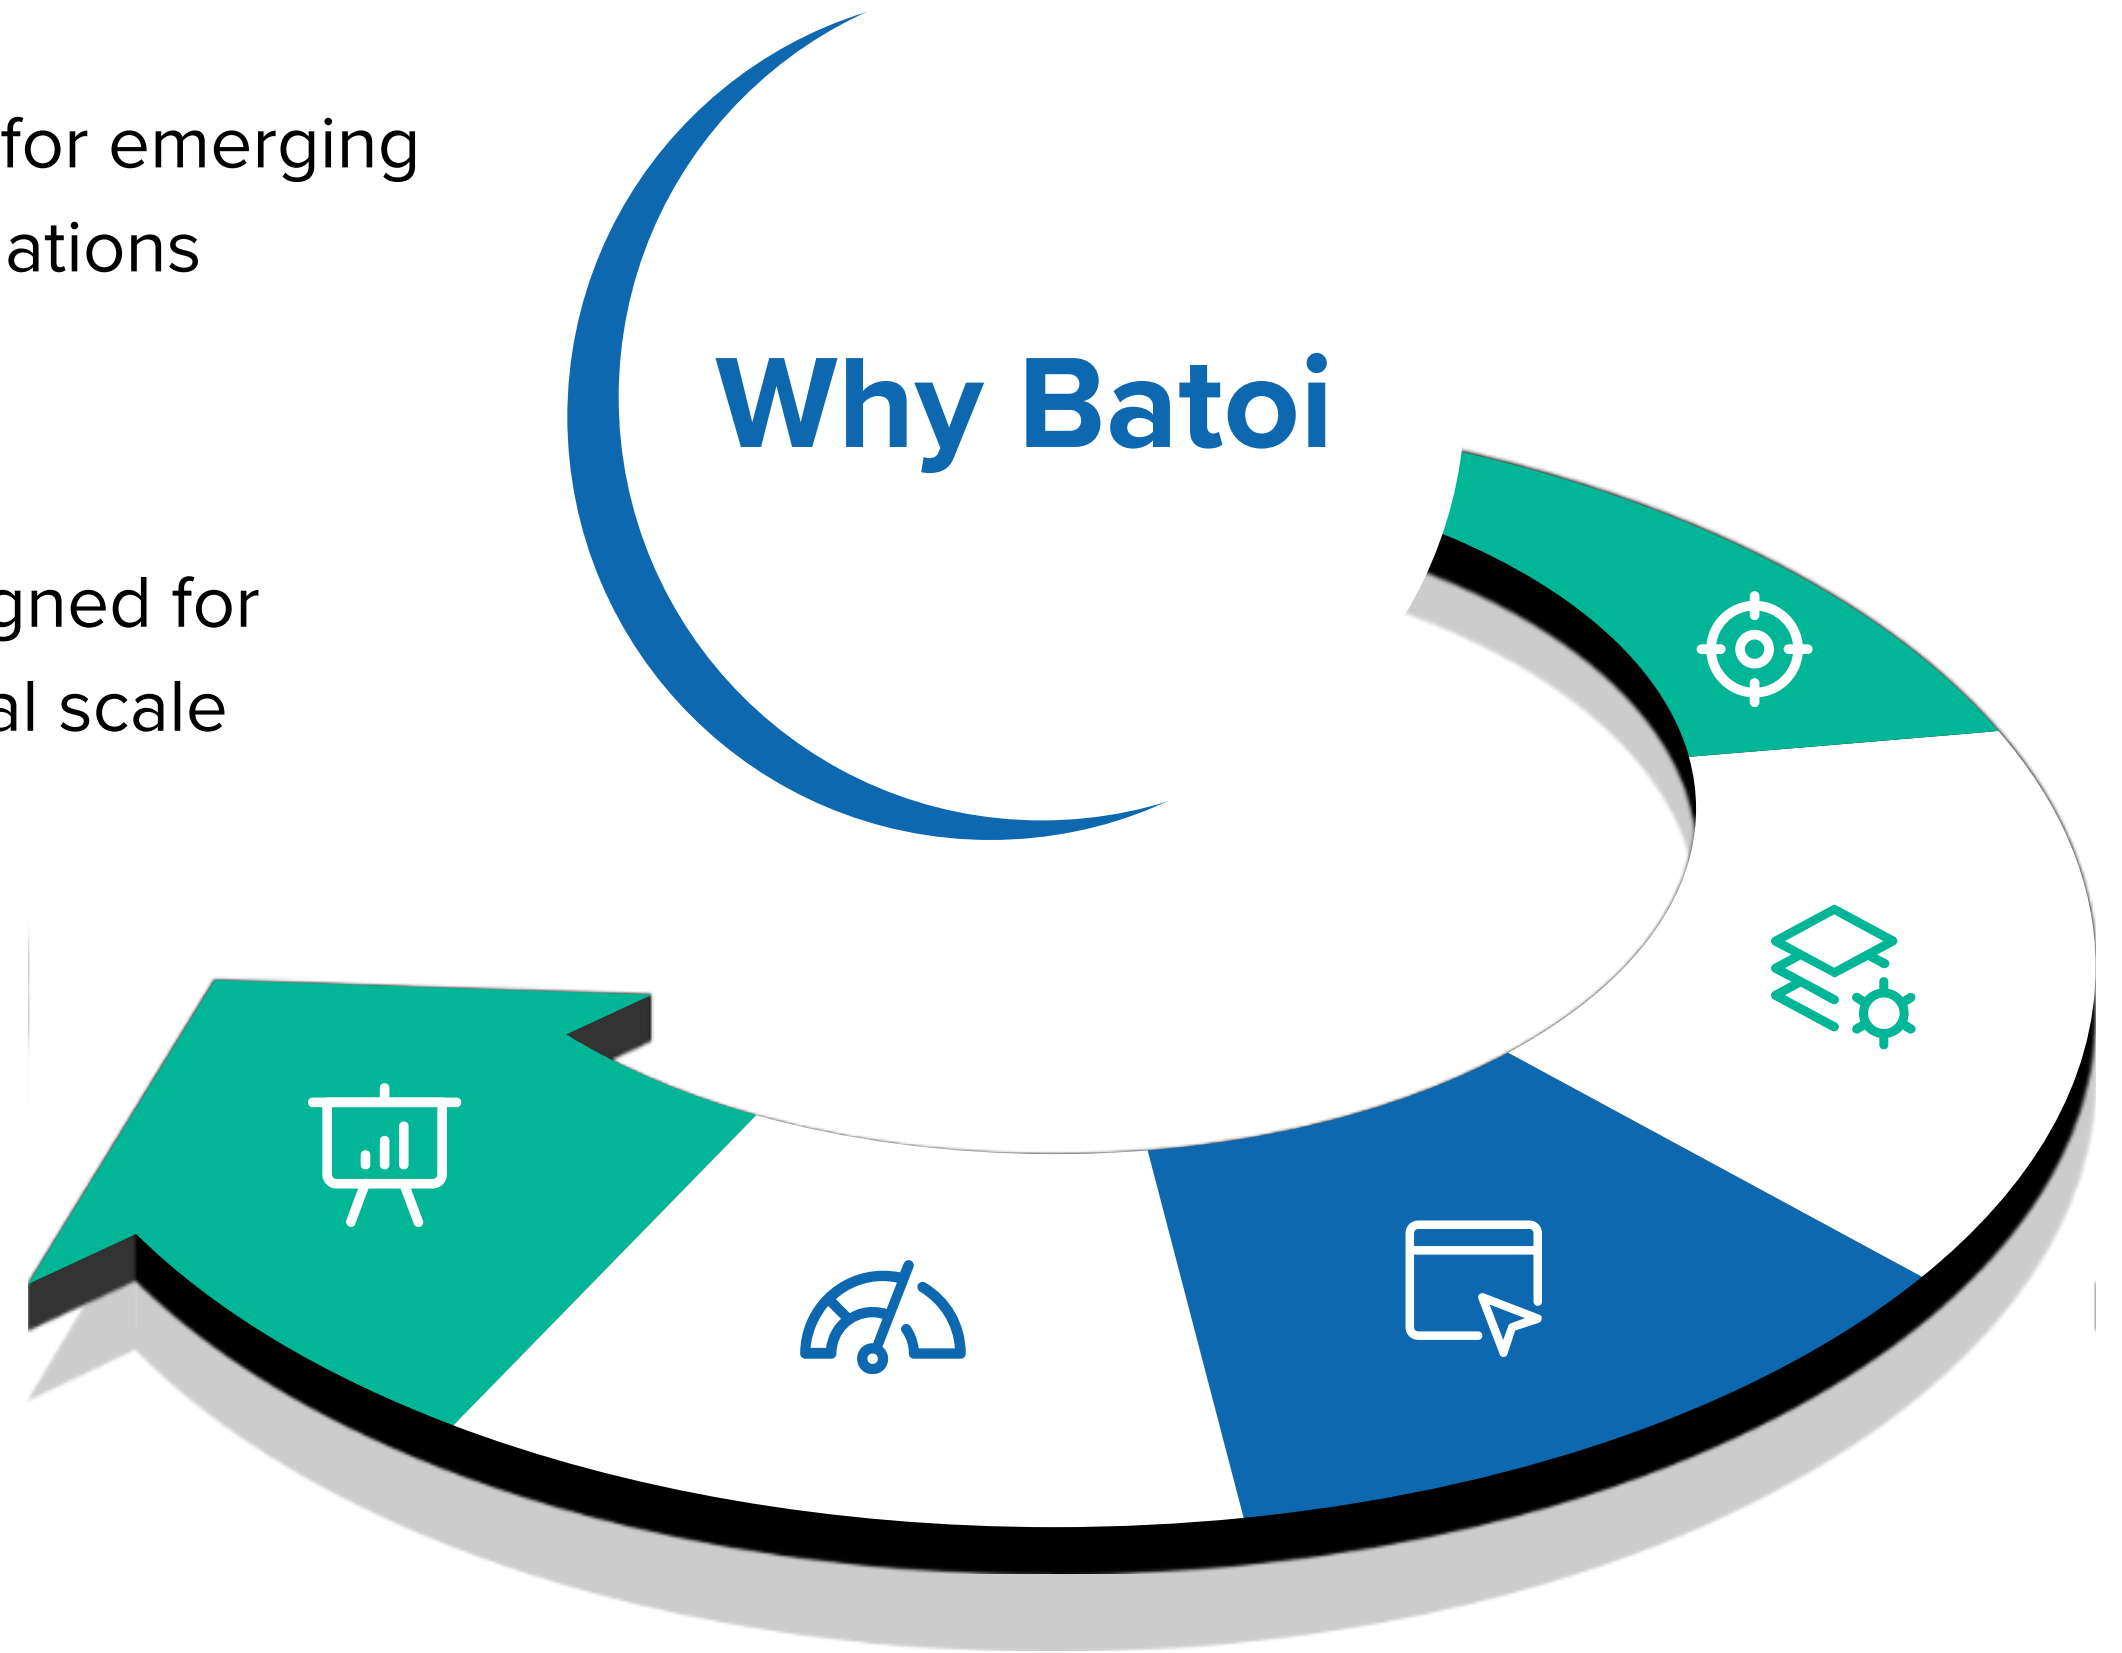 for emerging
ations
Why Batoi
gned for
al scale